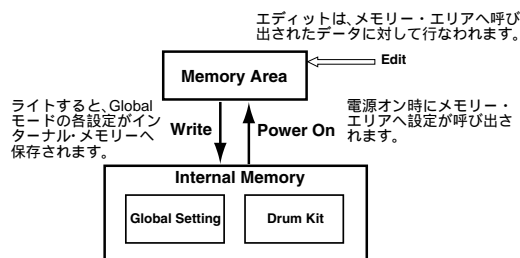 エディットは、メモリー・エリアへ呼び
出されたデータに対して行なわれます。
Edit
Memory Area
ライトすると、Global
モードの各設定がイン
ターナル・メモリーへ
保存されます。
Write
Power On
電源オン時にメモリー・
エリアへ設定が呼び出さ
れます。
Internal Memory
Global Setting
Drum Kit